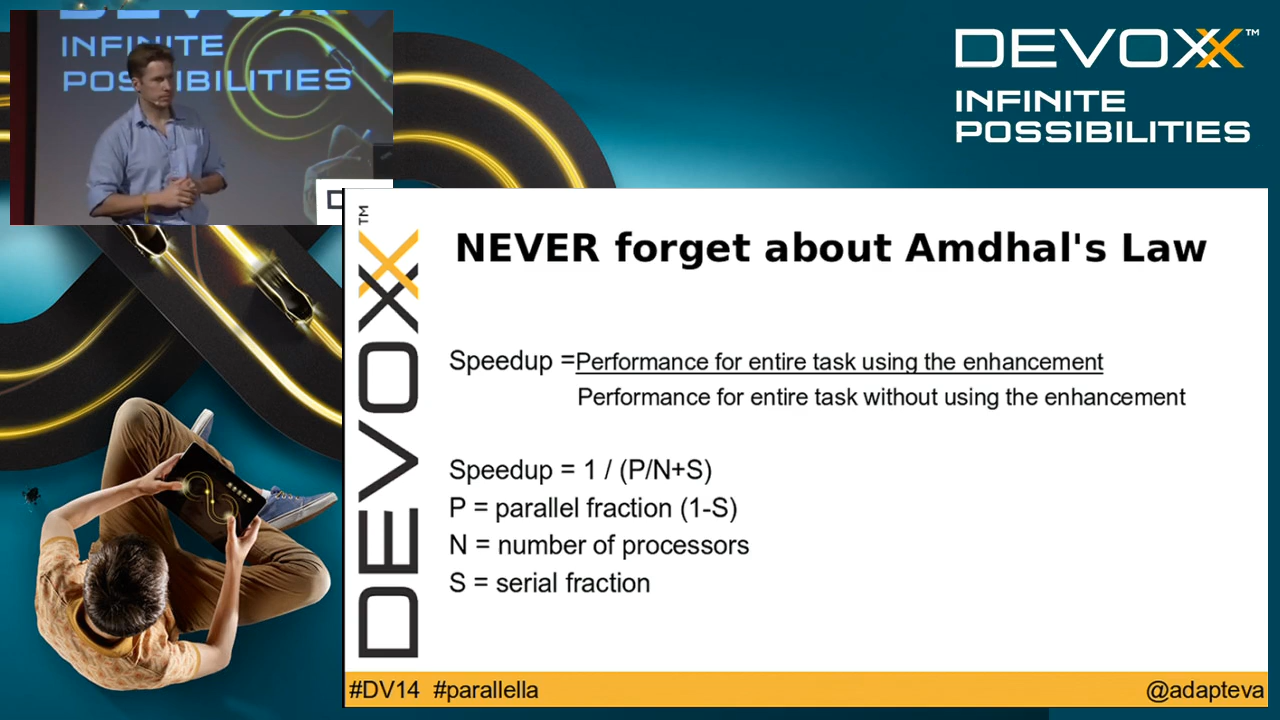 DEVOXX
INFINITE
POSSIBILITIES
DEVOXX™
INFINITE
POSSIBILITIES
DEVOXX™
NEVER forget about Amdhal's Law
Speedup =Performance for entire task using the enhancement
Performance for entire task without using the enhancement
Speedup = 1 / (P/N+S)
P = parallel fraction (1-S)
N = number of processors
S = serial fraction
#DV14 #parallella
@adapteva